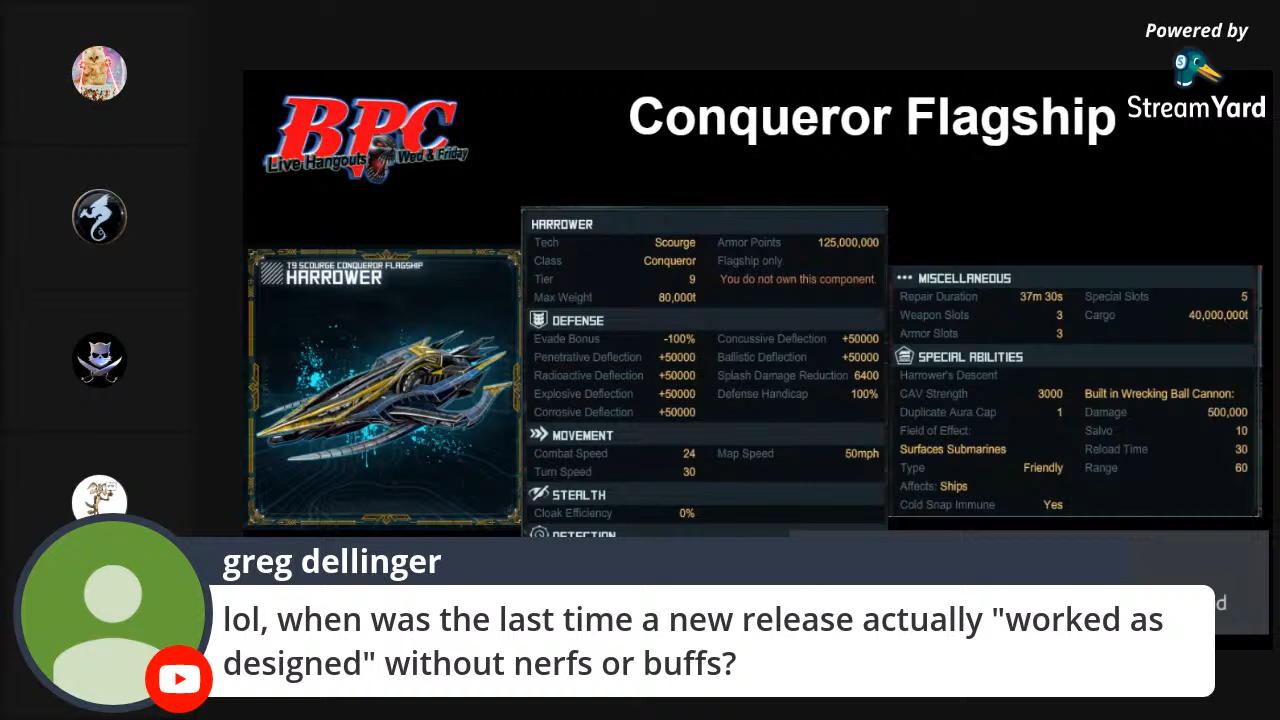 Powered by
StreamYard
BPC
Live Hangouts Wed & Friday
Conqueror Flagship
T9 SCOURGE CONQUEROR FLAGSHIP
HARROWER
HARROWER
Tech Scourge Armor Points 125,000,000
Class Conqueror Flagship only
Tier 9 You do not own this component.
Max Weight 80,000t
DEFENSE
Evade Bonus -100% Concussive Deflection +50000
Penetrative Deflection +50000 Ballistic Deflection +50000
Radioactive Deflection +50000 Splash Damage Reduction 6400
Explosive Deflection +50000 Defense Handicap 100%
Corrosive Deflection +50000
MOVEMENT
Combat Speed 24 Map Speed 50mph
Turn Speed 30
STEALTH
Cloak Efficiency 0%
DETECTION
MISCELLANEOUS
Repair Duration 37m 30s Special Slots 5
Weapon Slots 3 Cargo 40,000,000t
Armor Slots 3
SPECIAL ABILITIES
Harrower's Descent
CAV Strength 3000 Built in Wrecking Ball Cannon:
Duplicate Aura Cap 1 Damage 500,000
Field of Effect: Salvo 10
Surfaces Submarines Reload Time 30
Type Friendly Range 60
Affects: Ships
Cold Snap Immune Yes
greg dellinger
lol, when was the last time a new release actually "worked as
designed" without nerfs or buffs?